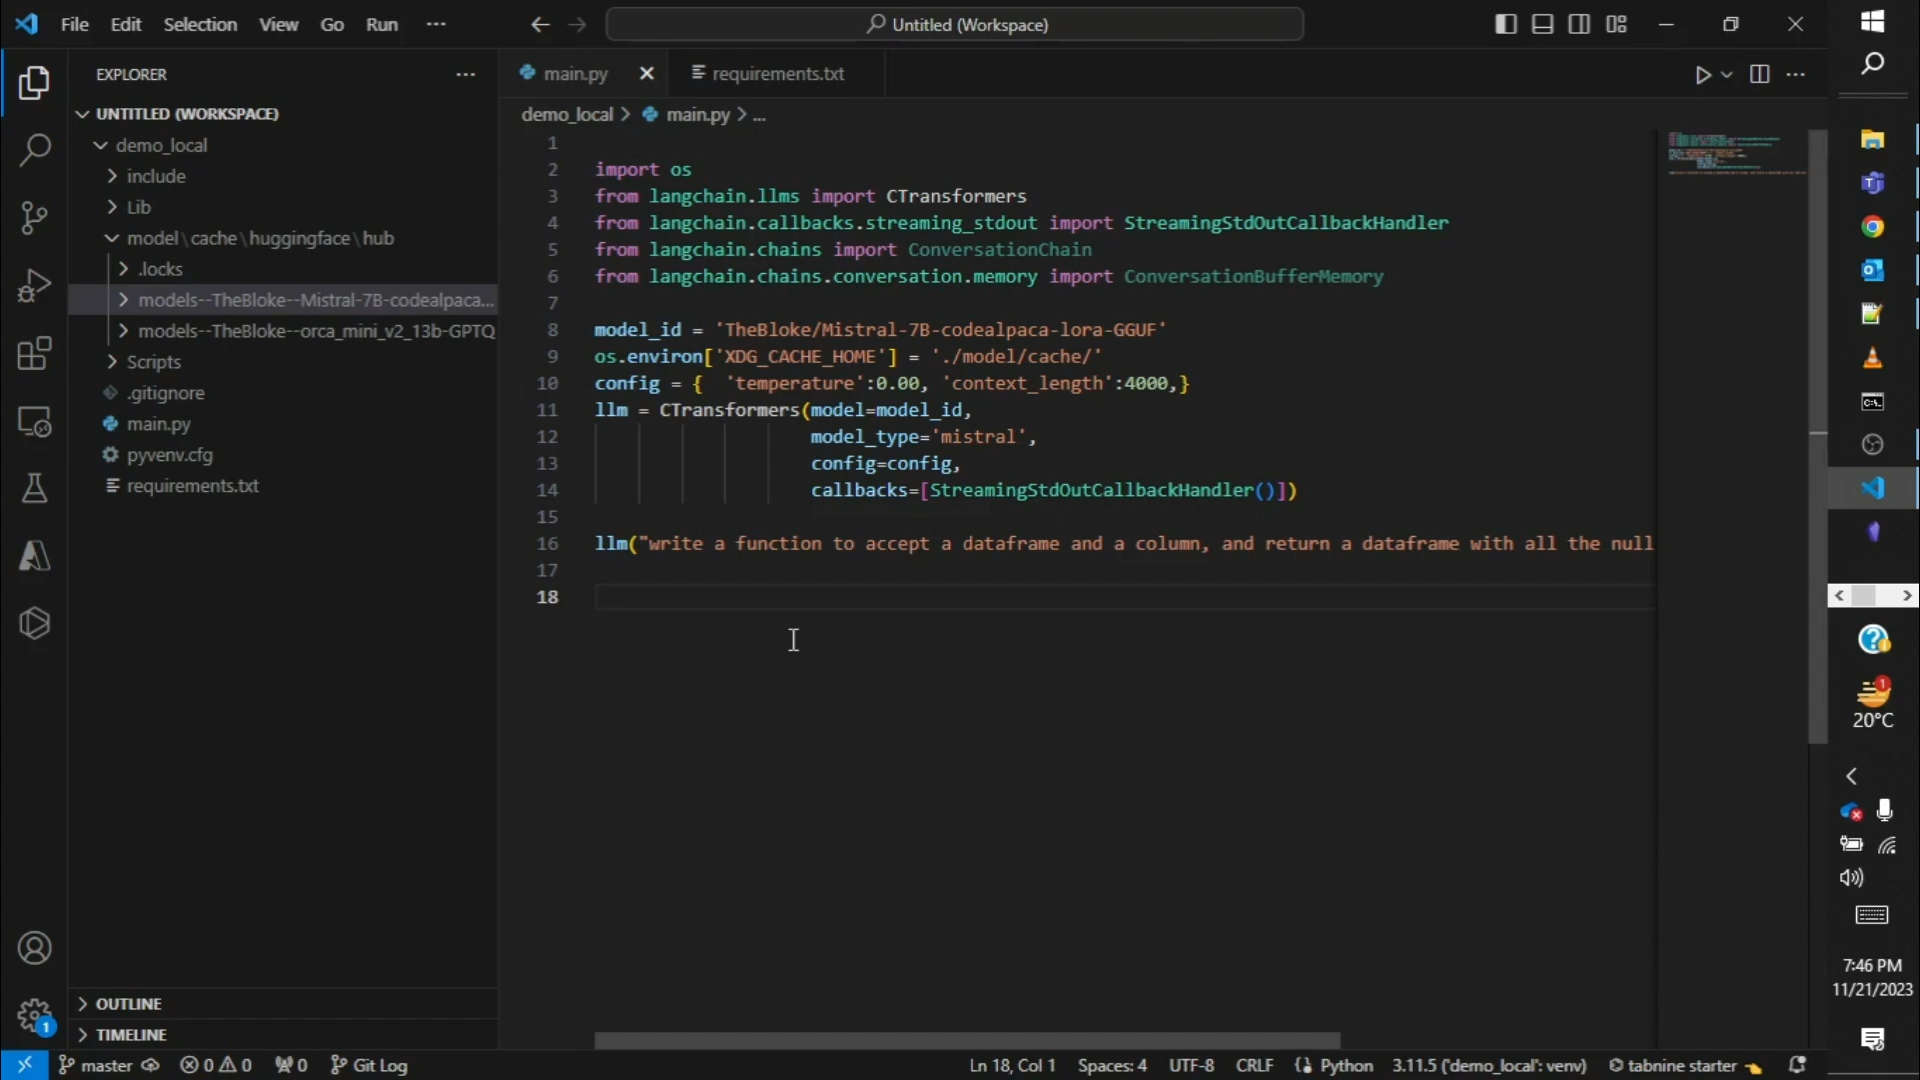 File Edit Selection View Go Run ···
Untitled (Workspace)
EXPLORER
···
main.py
requirements.txt
···
UNTITLED (WORKSPACE)
demo_local > main.py > ...
demo_local
include
Lib
model\cache\huggingface\hub
.locks
models--TheBloke--Mistral-7B-codealpaca...
models--TheBloke--orca_mini_v2_13b-GPTQ
Scripts
.gitignore
main.py
pyvenv.cfg
requirements.txt
1
2 import os
3 from langchain.llms import CTransformers
4 from langchain.callbacks.streaming_stdout import StreamingStdOutCallbackHandler
5 from langchain.chains import ConversationChain
6 from langchain.chains.conversation.memory import ConversationBufferMemory
7
8 model_id = 'TheBloke/Mistral-7B-codealpaca-lora-GGUF'
9 os.environ['XDG_CACHE_HOME'] = './model/cache/'
10 config = { 'temperature':0.00, 'context_length':4000,}
11 llm = CTransformers(model=model_id,
12 model_type='mistral',
13 config=config,
14 callbacks=[StreamingStdOutCallbackHandler()])
15
16 llm("write a function to accept a dataframe and a column, and return a dataframe with all the null
17
18
OUTLINE
TIMELINE
1
master 0 0 0 Git Log
Ln 18, Col 1 Spaces: 4 UTF-8 CRLF Python 3.11.5 ('demo_local': venv) tabnine starter
1
20°C
7:46 PM
11/21/2023